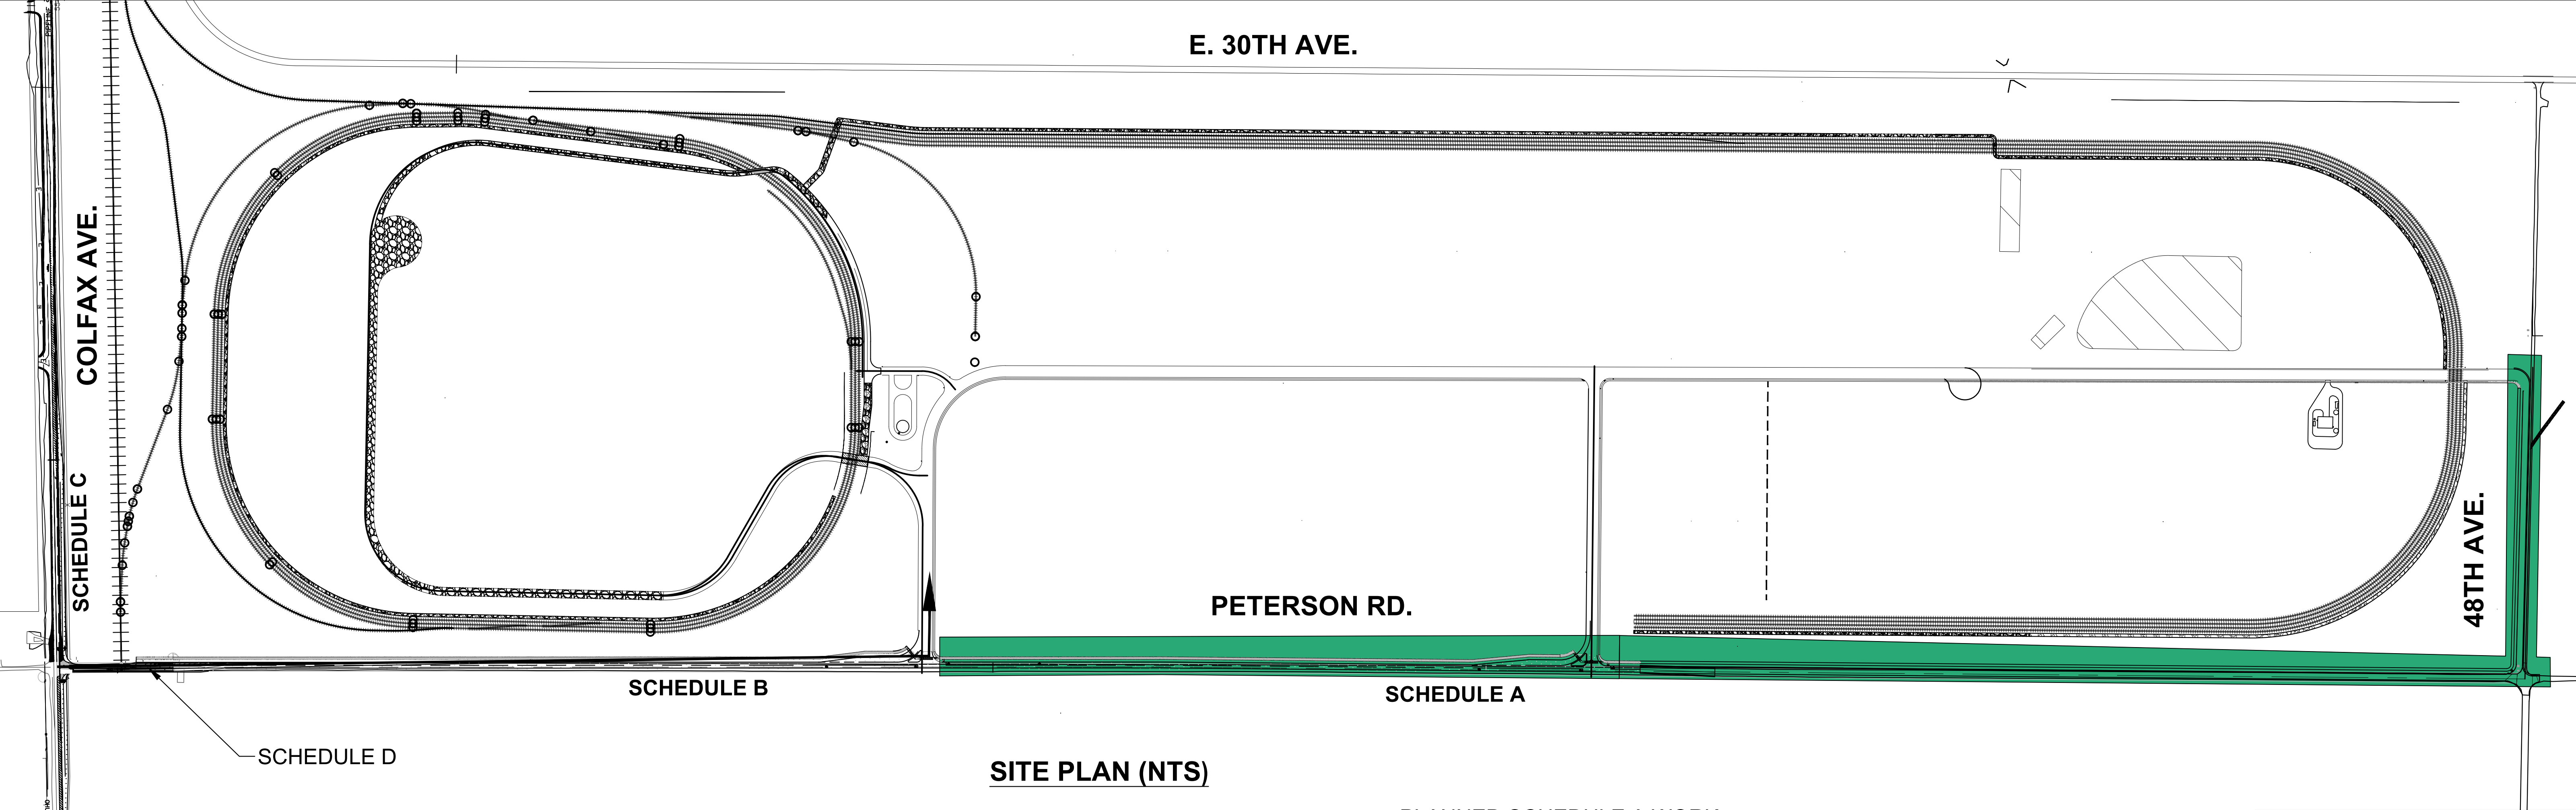 E. 30TH AVE.
COLFAX AVE.
SCHEDULE C
PETERSON RD.
48TH AVE.
SCHEDULE B
SCHEDULE A
SCHEDULE D
SITE PLAN (NTS)